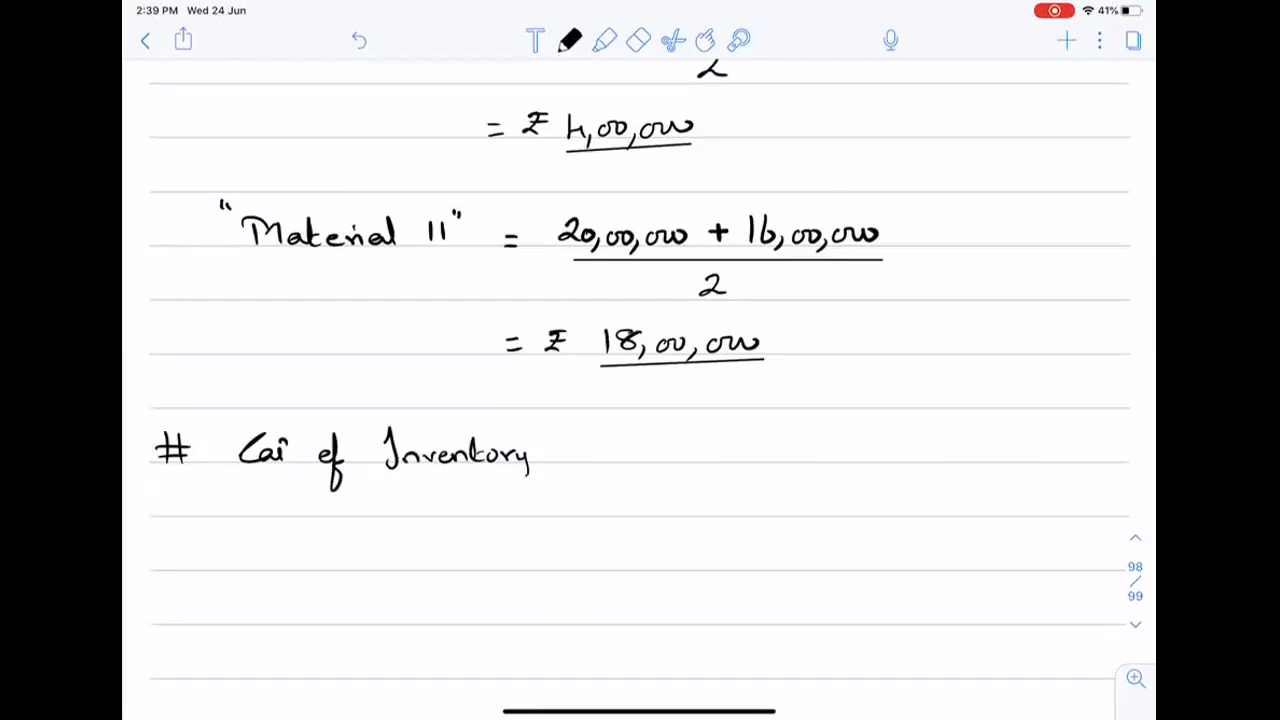 2:39 PM Wed 24 Jun 41%
2
= ₹ 4,00,000
"Material II" = 20,00,000 + 16,00,000
2
= ₹ 18,00,000
# Cal of Inventory
98
/
99